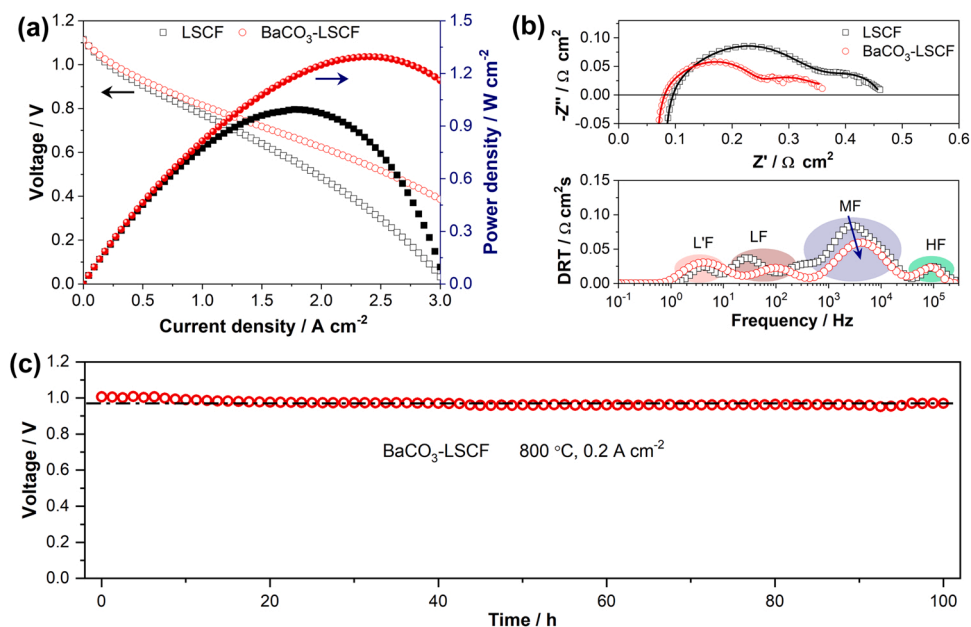 (a)
LSCF
BaCO3-LSCF
1.2
1.0
0.8
0.6
0.4
0.2
0.0
Voltage / V
0.0
0.5
1.0
1.5
2.0
2.5
3.0
Current density / A cm-2
1.5
1.2
0.9
0.6
0.3
0.0
Power density / W cm-2
(b)
LSCF
BaCO3-LSCF
0.10
0.05
0.00
-0.05
-Z'' / Ω cm2
0.0
0.1
0.2
0.3
0.4
0.5
0.6
Z' / Ω cm2
0.15
0.10
0.05
0.00
DRT / Ω cm2s
L'F
LF
MF
HF
10-1
100
101
102
103
104
105
Frequency / Hz
(c)
1.2
1.0
0.8
0.6
0.4
0.2
0.0
Voltage / V
BaCO3-LSCF 800 oC, 0.2 A cm-2
0
20
40
60
80
100
Time / h